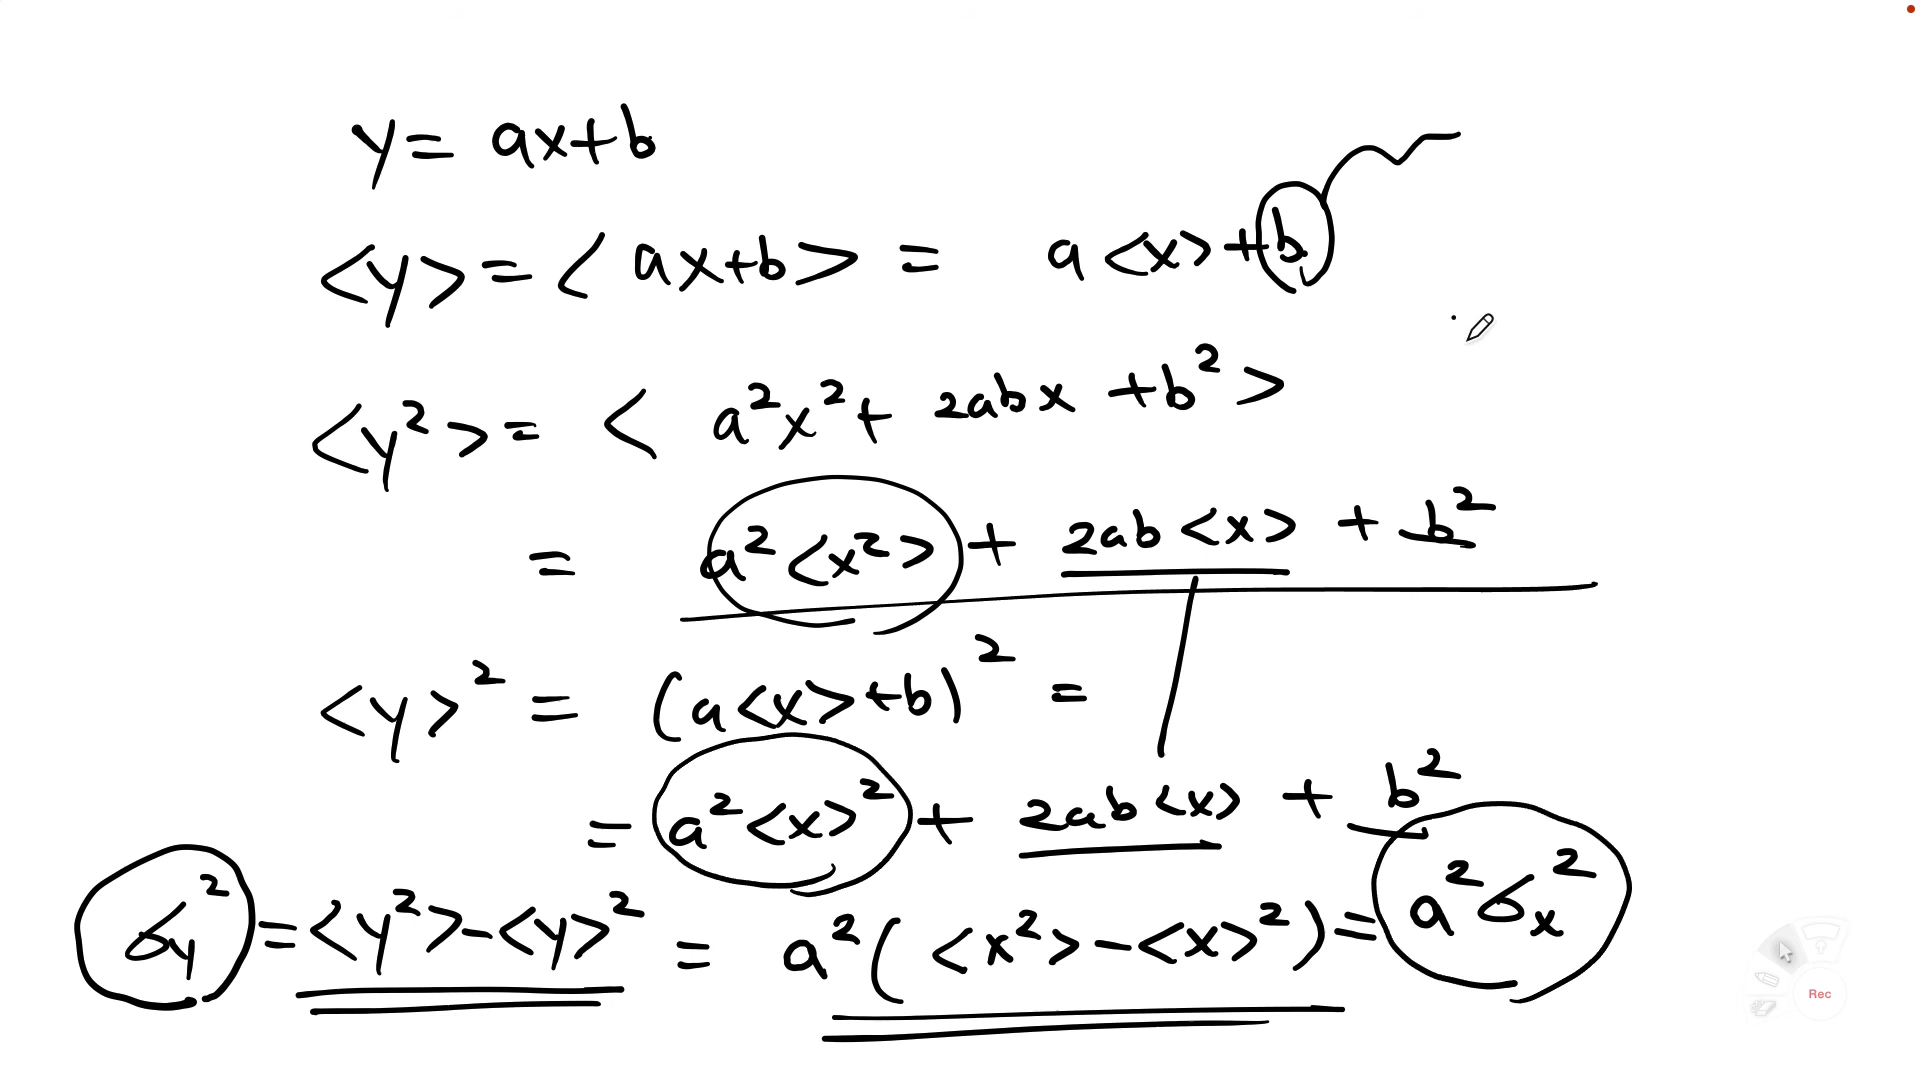 y = ax+b
<y> = <ax+b> = a<x>+b
<y²> = <a²x² + 2abx + b²>
= a²<x²> + 2ab<x> + b²
<y>² = (a<x>+b)² =
= a²<x>² + 2ab<x> + b²
σy² = <y²>-<y>² = a²(<x²>-<x>²) = a²σx²
Rec